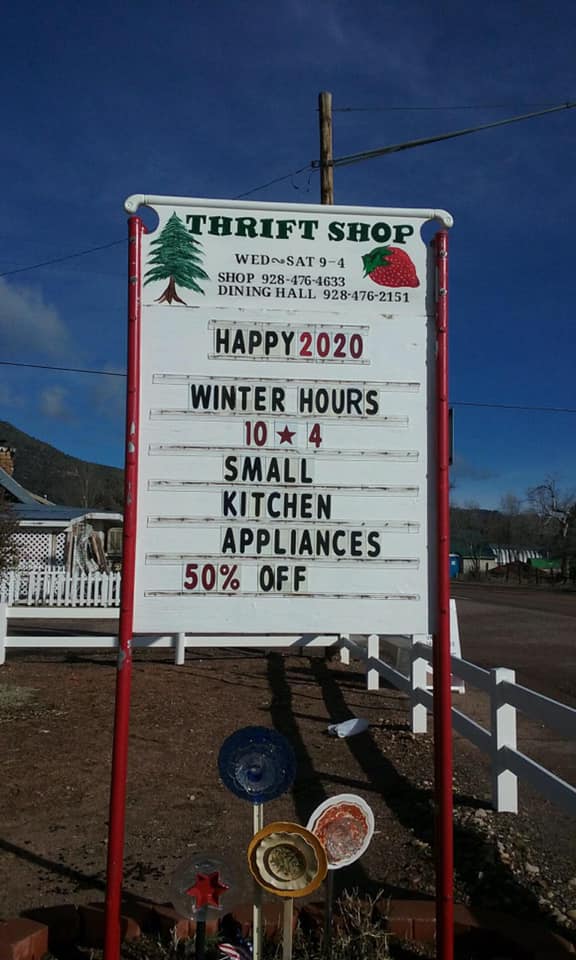 THRIFT SHOP
WED~SAT 9-4
SHOP 928-476-4633
DINING HALL 928-476-2151
HAPPY 2020
WINTER HOURS
10 ★ 4
SMALL
KITCHEN
APPLIANCES
50% OFF